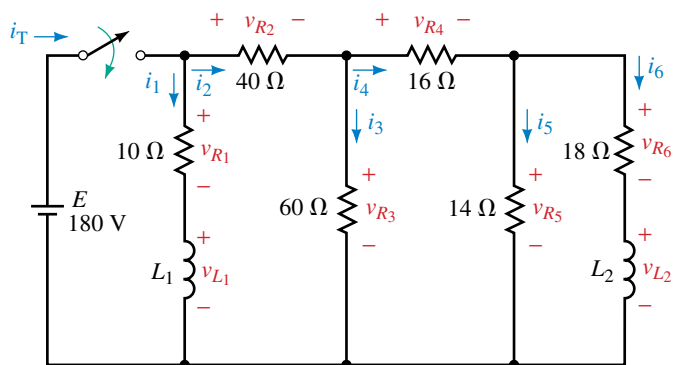 + v_R2 −
+ v_R4 −
i_T
i_1
i_2
40 Ω
i_4
16 Ω
i_6
+
10 Ω
v_R1
−
i_3
i_5
+
18 Ω
v_R6
−
E
180 V
+
60 Ω
v_R3
−
+
14 Ω
v_R5
−
+
L_1
v_L1
−
+
L_2
v_L2
−